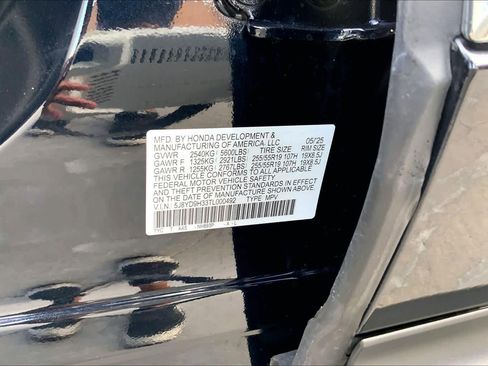 MFD. BY HONDA DEVELOPMENT & 05/25
MANUFACTURING OF AMERICA, LLC
GVWR 2540KG 5600LBS TIRE SIZE RIM SIZE
GAWR F 1325KG 2921LBS 255/55R19 107H 19X8.5J
GAWR R 1255KG 2767LBS 255/55R19 107H 19X8.5J
THIS VEHICLE CONFORMS TO ALL APPLICABLE
FEDERAL MOTOR VEHICLE SAFETY
AND THEFT PREVENTION STANDARDS IN EFFECT
ON THE DATE OF MANUFACTURE SHOWN ABOVE.
V.I.N.: 5J8YD9H33TL000492 TYPE: MPV